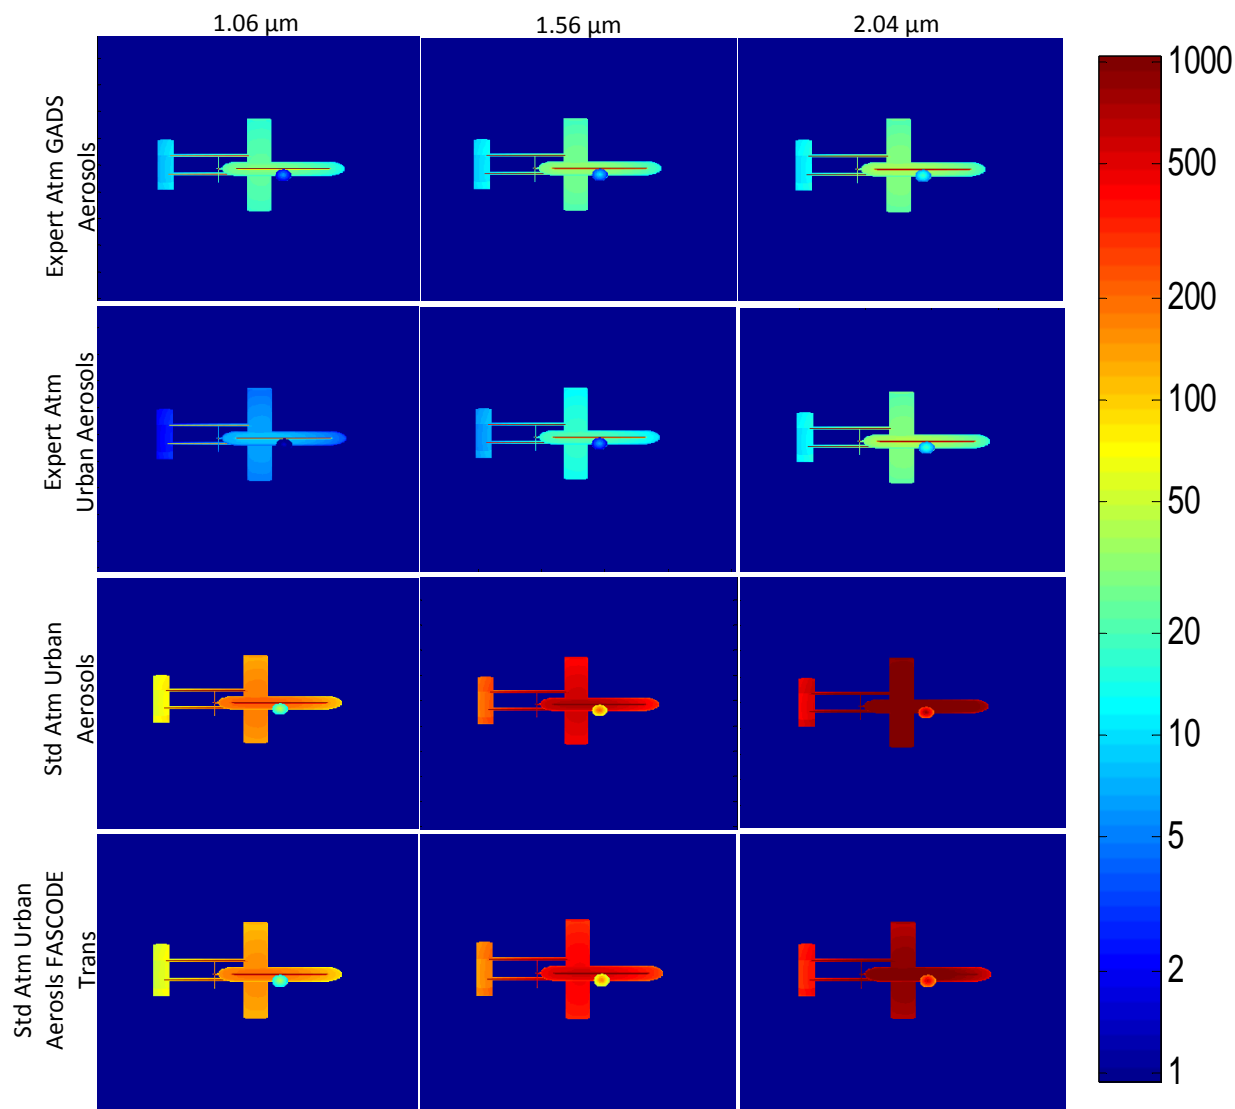 1.06 µm
1.56 µm
2.04 µm
Expert Atm GADS
Aerosols
Expert Atm
Urban Aerosols
Std Atm Urban
Aerosols
Std Atm Urban
Aerosls FASCODE
Trans
1000
500
200
100
50
20
10
5
2
1